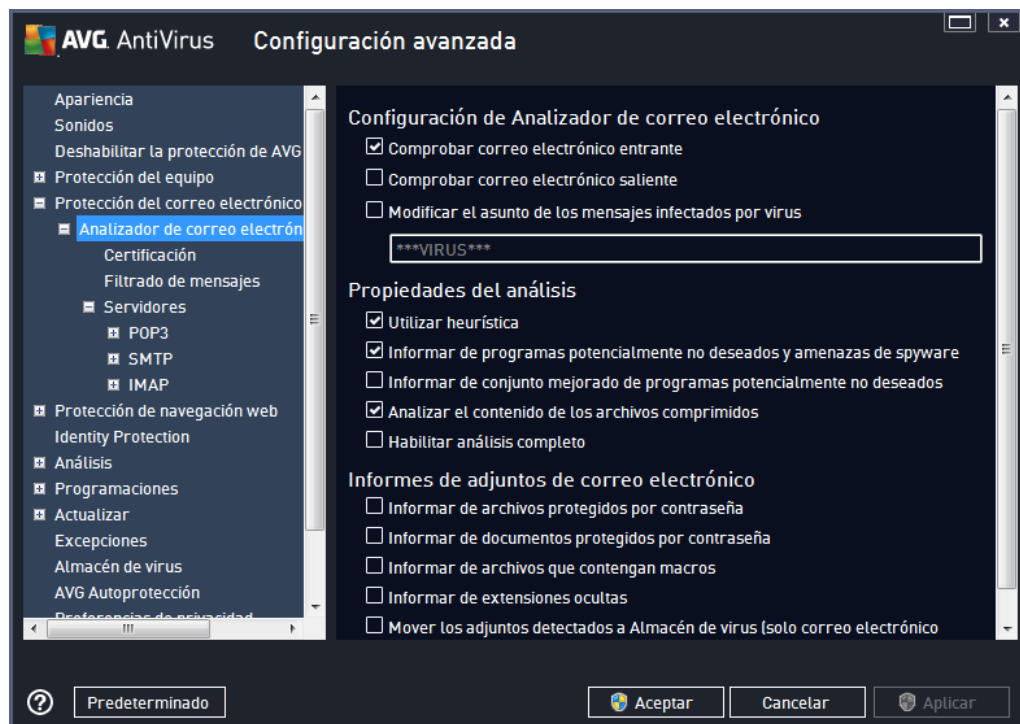 AVG. AntiVirus Configuración avanzada
Apariencia
Sonidos
Deshabilitar la protección de AVG
Protección del equipo
Protección del correo electrónico
Analizador de correo electrón
Certificación
Filtrado de mensajes
Servidores
POP3
SMTP
IMAP
Protección de navegación web
Identity Protection
Análisis
Programaciones
Actualizar
Excepciones
Almacén de virus
AVG Autoprotección
Preferencias de privacidad
Configuración de Analizador de correo electrónico
Comprobar correo electrónico entrante
Comprobar correo electrónico saliente
Modificar el asunto de los mensajes infectados por virus
***VIRUS***
Propiedades del análisis
Utilizar heurística
Informar de programas potencialmente no deseados y amenazas de spyware
Informar de conjunto mejorado de programas potencialmente no deseados
Analizar el contenido de los archivos comprimidos
Habilitar análisis completo
Informes de adjuntos de correo electrónico
Informar de archivos protegidos por contraseña
Informar de documentos protegidos por contraseña
Informar de archivos que contengan macros
Informar de extensiones ocultas
Mover los adjuntos detectados a Almacén de virus (solo correo electrónico
? Predeterminado Aceptar Cancelar Aplicar